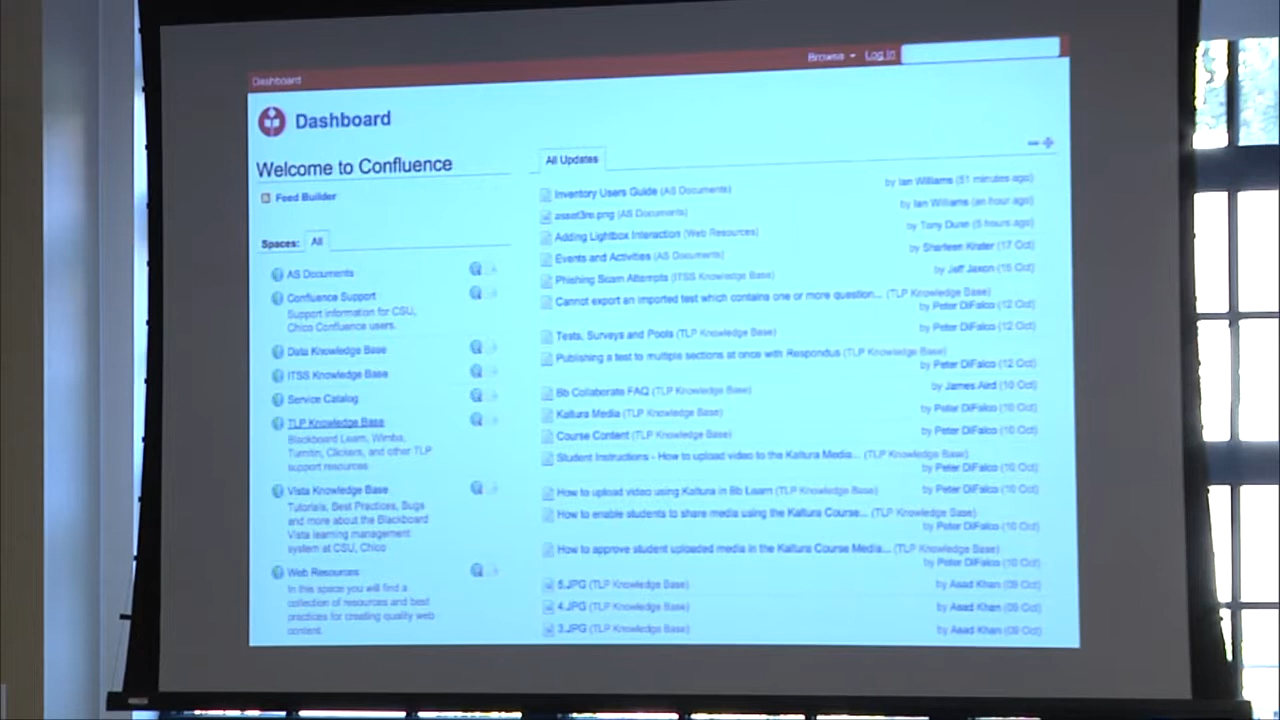 Dashboard
Browse
Log In
Dashboard
Welcome to Confluence
Feed Builder
Spaces: All
AS Documents
Confluence Support
Support information for CSU,
Chico Confluence users.
Data Knowledge Base
ITSS Knowledge Base
Service Catalog
TLP Knowledge Base
Blackboard Learn, Wimba,
Turnitin, Clickers, and other TLP
support resources
Vista Knowledge Base
Tutorials, Best Practices, Bugs
and more about the Blackboard
Vista learning management
system at CSU, Chico
Web Resources
In this space you will find a
collection of resources and best
practices for creating quality web
content.
All Updates
Inventory Users Guide (AS Documents) by Ian Williams (51 minutes ago)
asset3re.png (AS Documents) by Ian Williams (an hour ago)
Adding Lightbox Interaction (Web Resources) by Tony Dunn (5 hours ago)
Events and Activities (AS Documents) by Sharleen (17 Oct)
Phishing Scam Attempts (ITSS Knowledge Base) by Jeff Jaxon (15 Oct)
Cannot export an imported test which contains one or more question... (TLP Knowledge Base)
by Peter DiFalco (12 Oct)
Tests, Surveys and Pools (TLP Knowledge Base) by Peter DiFalco (12 Oct)
Publishing a test to multiple sections at once with Respondus (TLP Knowledge Base)
by Peter DiFalco (12 Oct)
Bb Collaborate FAQ (TLP Knowledge Base) by James Aird (10 Oct)
Kaltura Media (TLP Knowledge Base) by Peter DiFalco (10 Oct)
Course Content (TLP Knowledge Base) by Peter DiFalco (10 Oct)
Student Instructions - How to upload video to the Kaltura Media... (TLP Knowledge Base)
by Peter DiFalco (10 Oct)
How to upload video using Kaltura in Bb Learn (TLP Knowledge Base) by Peter DiFalco (10 Oct)
How to enable students to share media using the Kaltura Course... (TLP Knowledge Base)
by Peter DiFalco (10 Oct)
How to approve student uploaded media in the Kaltura Course Media... (TLP Knowledge Base)
by Peter DiFalco (10 Oct)
5.JPG (TLP Knowledge Base) by Asad Khan (09 Oct)
4.JPG (TLP Knowledge Base) by Asad Khan (09 Oct)
3.JPG (TLP Knowledge Base) by Asad Khan (09 Oct)